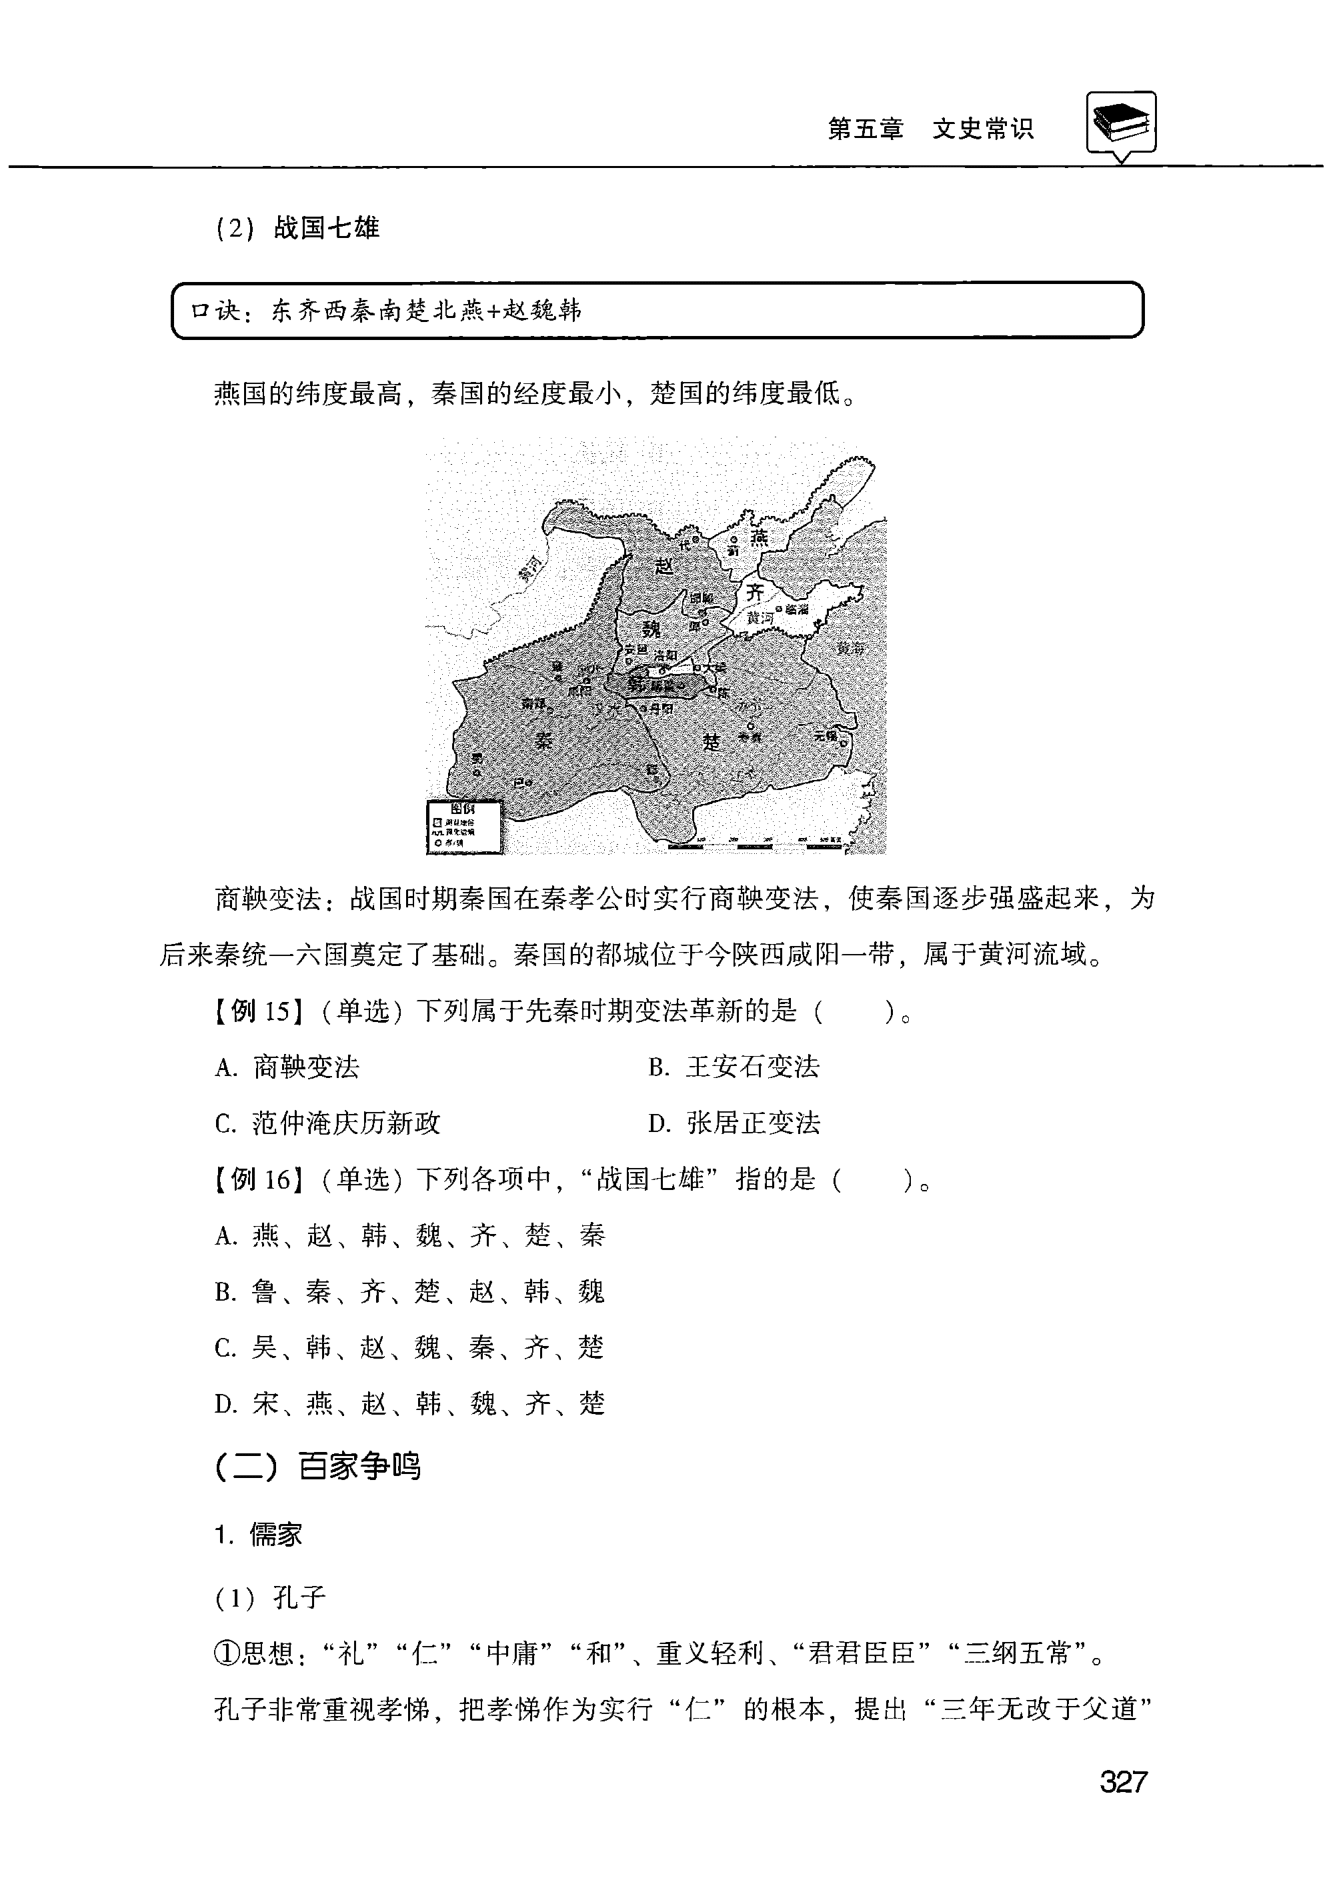 第五章 文史常识
(2) 战国七雄
口诀：东齐西秦南楚北燕+赵魏韩
燕国的纬度最高，秦国的经度最小，楚国的纬度最低。
燕
代
蓟
赵
黄河
齐
邯郸
临淄
黄河
魏
黄海
安邑 洛阳
大梁
韩
陈
咸阳
南郑
汉水
丹阳
秦
楚
寿春
无锡
蜀
巴
图例
商鞅变法：战国时期秦国在秦孝公时实行商鞅变法，使秦国逐步强盛起来，为
后来秦统一六国奠定了基础。秦国的都城位于今陕西咸阳一带，属于黄河流域。
【例 15】(单选) 下列属于先秦时期变法革新的是 (  )。
A. 商鞅变法 B. 王安石变法
C. 范仲淹庆历新政 D. 张居正变法
【例 16】(单选) 下列各项中，“战国七雄” 指的是 (  )。
A. 燕、赵、韩、魏、齐、楚、秦
B. 鲁、秦、齐、楚、赵、韩、魏
C. 吴、韩、赵、魏、秦、齐、楚
D. 宋、燕、赵、韩、魏、齐、楚
(二) 百家争鸣
1. 儒家
(1) 孔子
①思想：“礼” “仁” “中庸” “和”、重义轻利、“君君臣臣” “三纲五常”。
孔子非常重视孝悌，把孝悌作为实行 “仁” 的根本，提出 “三年无改于父道”
327